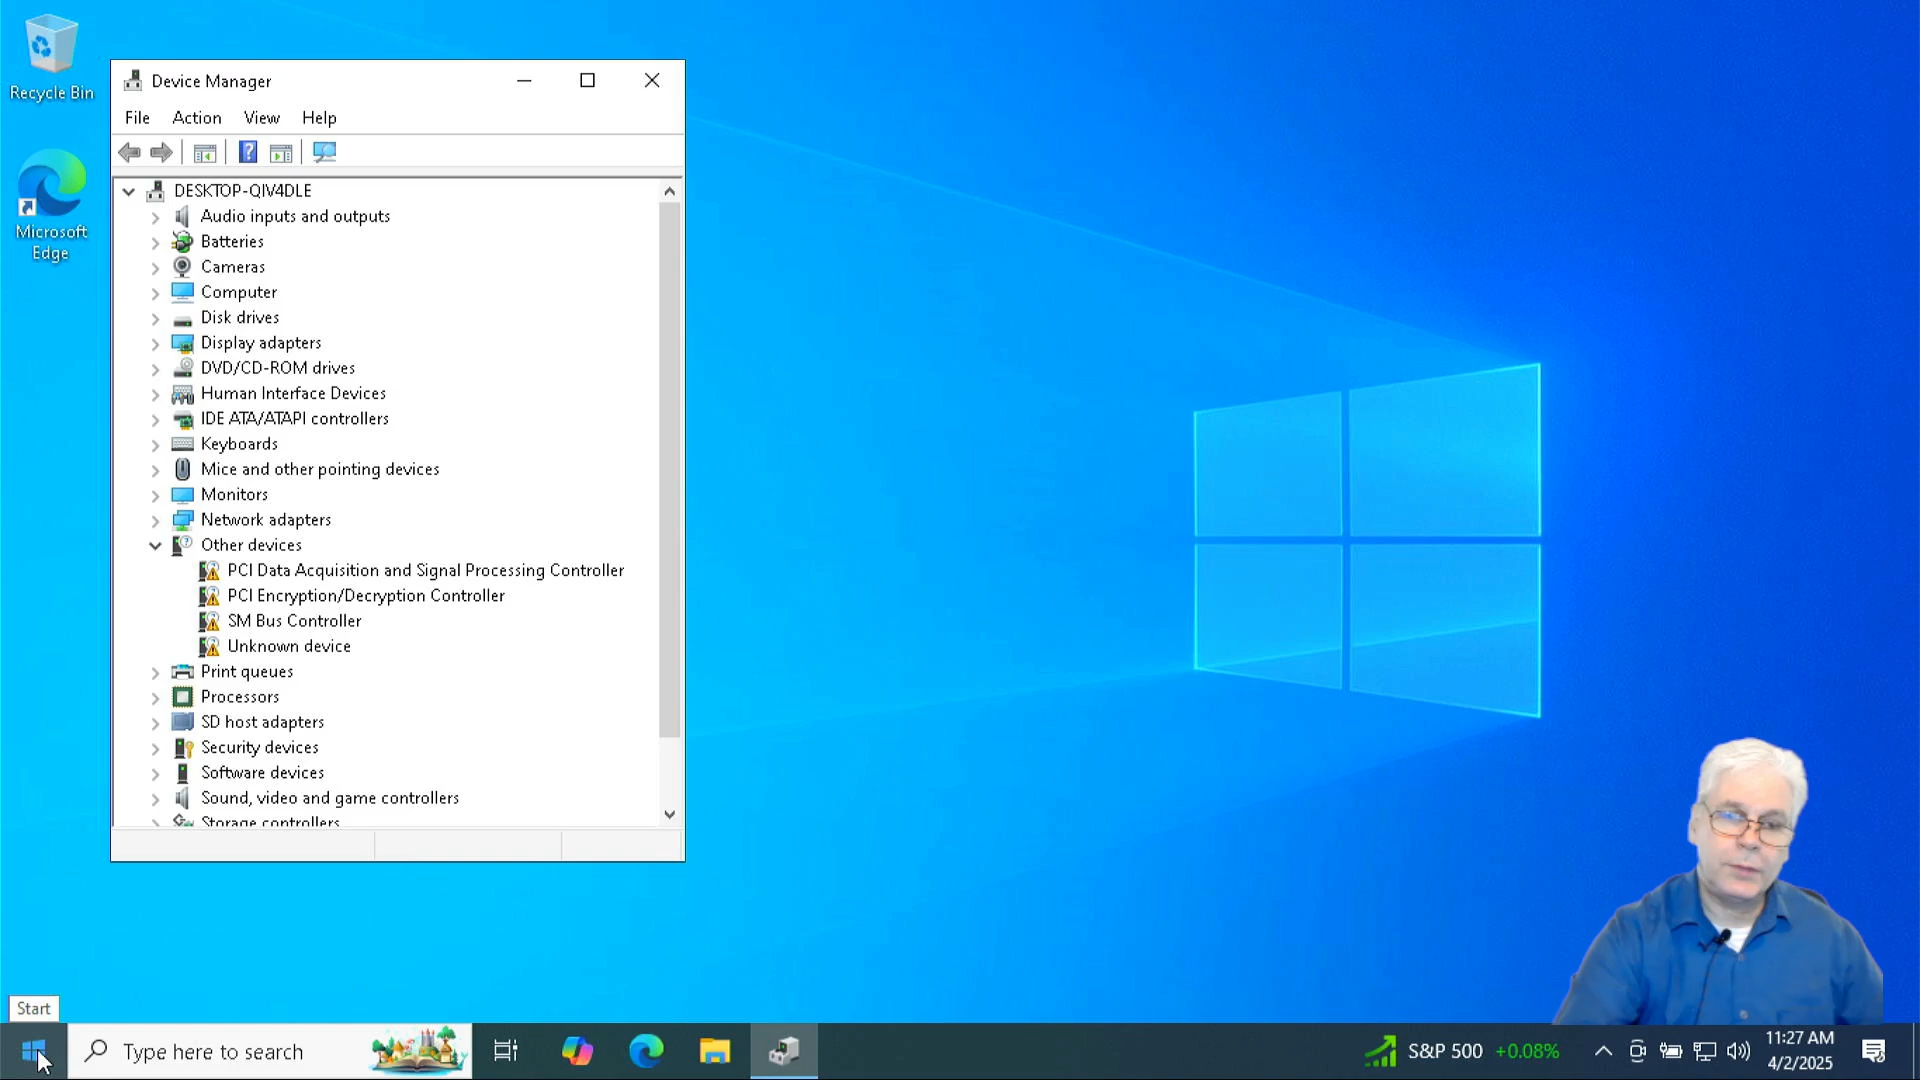 Recycle Bin
Microsoft
Edge
Device Manager
File Action View Help
DESKTOP-QIV4DLE
Audio inputs and outputs
Batteries
Cameras
Computer
Disk drives
Display adapters
DVD/CD-ROM drives
Human Interface Devices
IDE ATA/ATAPI controllers
Keyboards
Mice and other pointing devices
Monitors
Network adapters
Other devices
PCI Data Acquisition and Signal Processing Controller
PCI Encryption/Decryption Controller
SM Bus Controller
Unknown device
Print queues
Processors
SD host adapters
Security devices
Software devices
Sound, video and game controllers
Storage controllers
Start
Type here to search
S&P 500 +0.08%
11:27 AM
4/2/2025